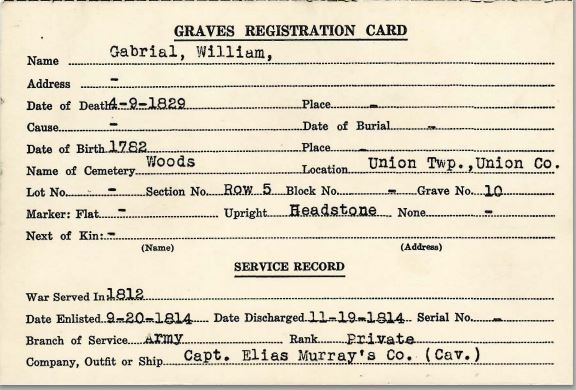 GRAVES REGISTRATION CARD
Name Gabrial, William,
Address -
Date of Death 4-9-1829 Place -
Cause - Date of Burial -
Date of Birth 1782 Place -
Name of Cemetery Woods Location Union Twp.,Union Co.
Lot No. - Section No. Row 5 Block No. - Grave No. 10
Marker: Flat - Upright Headstone None -
Next of Kin: -
(Name) (Address)
SERVICE RECORD
War Served In 1812
Date Enlisted 9-20-1814 Date Discharged 11-19-1814 Serial No. -
Branch of Service Army Rank Private
Company, Outfit or Ship Capt. Elias Murray's Co. (Cav.)